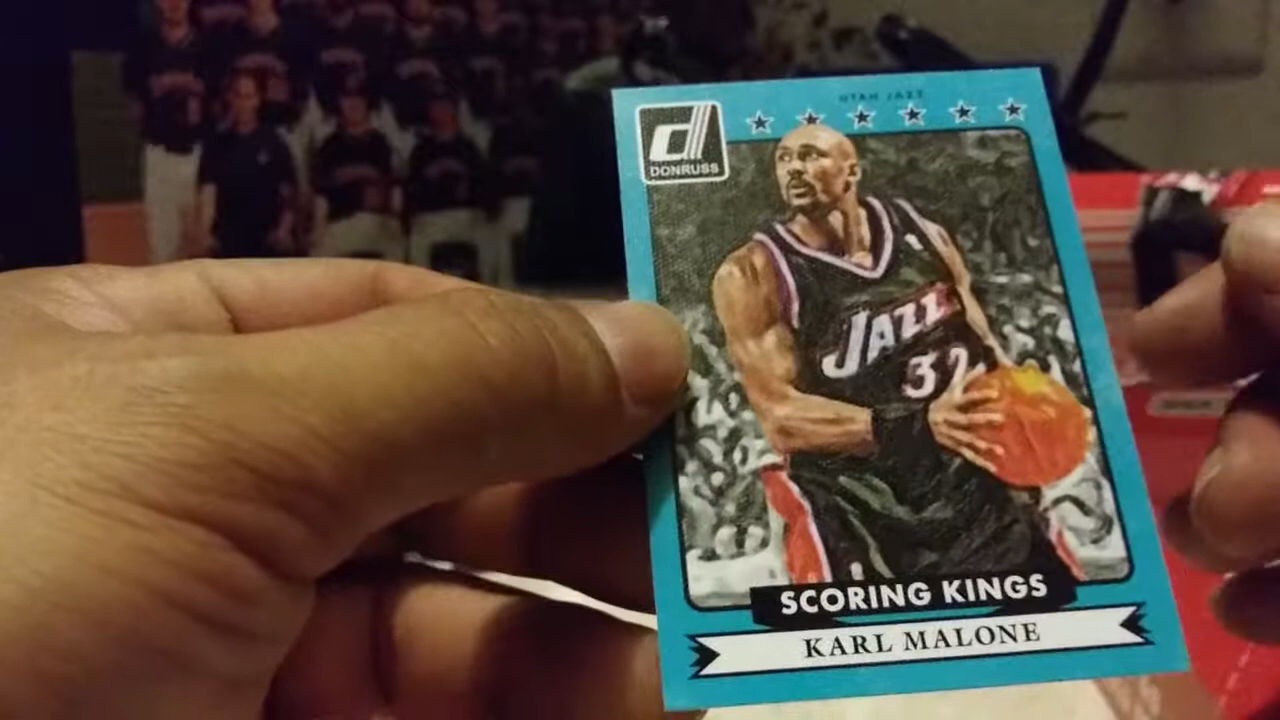 UTAH JAZZ
d
DONRUSS
JAZZ
32
SCORING KINGS
KARL MALONE